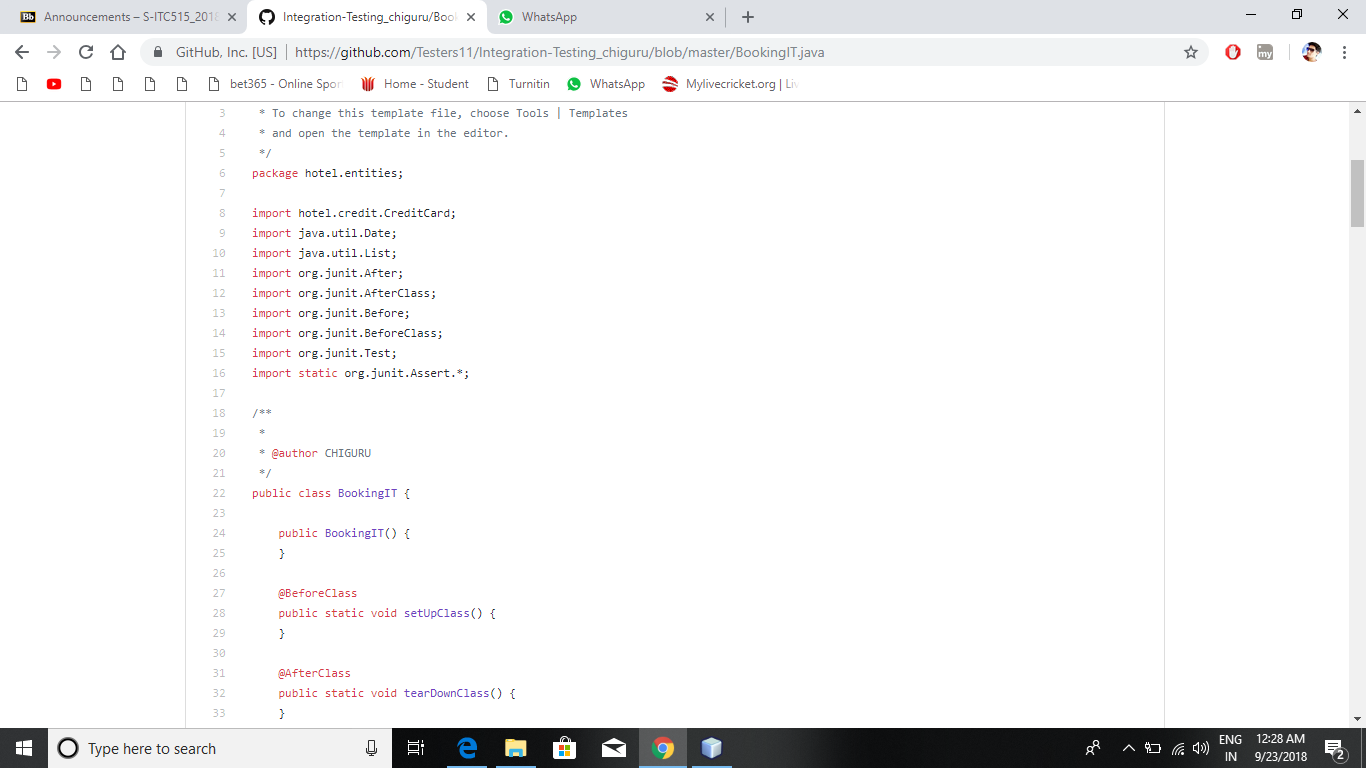 Announcements – S-ITC515_2018
Integration-Testing_chiguru/Book
WhatsApp
GitHub, Inc. [US] | https://github.com/Testers11/Integration-Testing_chiguru/blob/master/BookingIT.java
my
bet365 - Online Spor
Home - Student
Turnitin
WhatsApp
Mylivecricket.org | Liv
3 * To change this template file, choose Tools | Templates
4 * and open the template in the editor.
5 */
6 package hotel.entities;
7
8 import hotel.credit.CreditCard;
9 import java.util.Date;
10 import java.util.List;
11 import org.junit.After;
12 import org.junit.AfterClass;
13 import org.junit.Before;
14 import org.junit.BeforeClass;
15 import org.junit.Test;
16 import static org.junit.Assert.*;
17
18 /**
19 *
20 * @author CHIGURU
21 */
22 public class BookingIT {
23
24 public BookingIT() {
25 }
26
27 @BeforeClass
28 public static void setUpClass() {
29 }
30
31 @AfterClass
32 public static void tearDownClass() {
33 }
Type here to search
ENG
IN
12:28 AM
9/23/2018
2